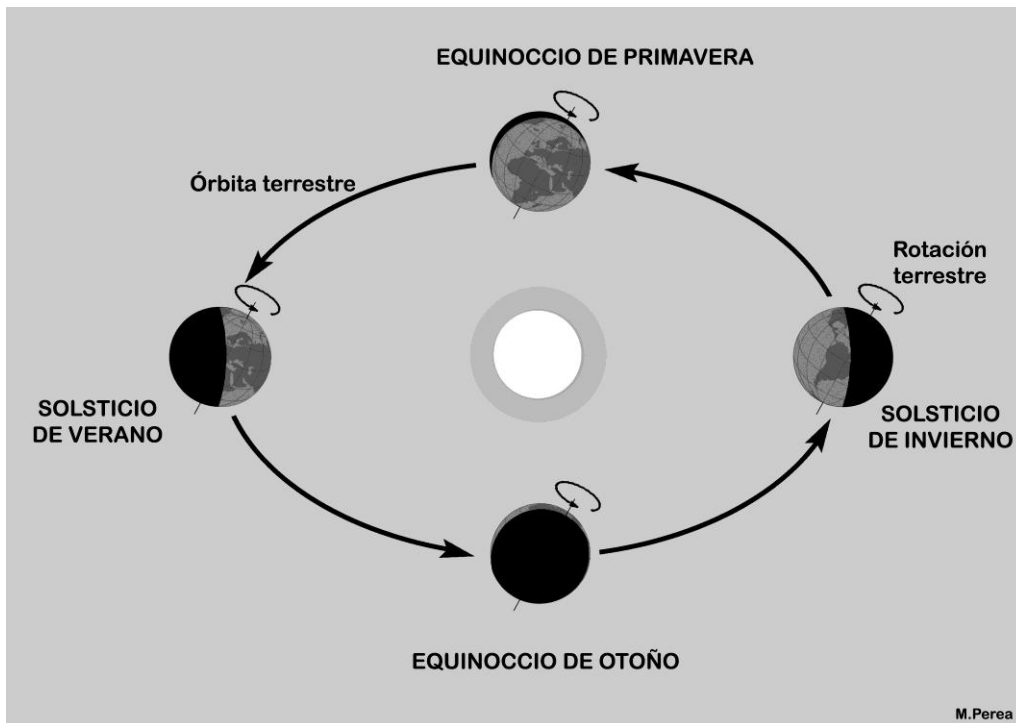 EQUINOCCIO DE PRIMAVERA
Órbita terrestre
Rotación
terrestre
SOLSTICIO
DE VERANO
SOLSTICIO
DE INVIERNO
EQUINOCCIO DE OTOÑO
M.Perea